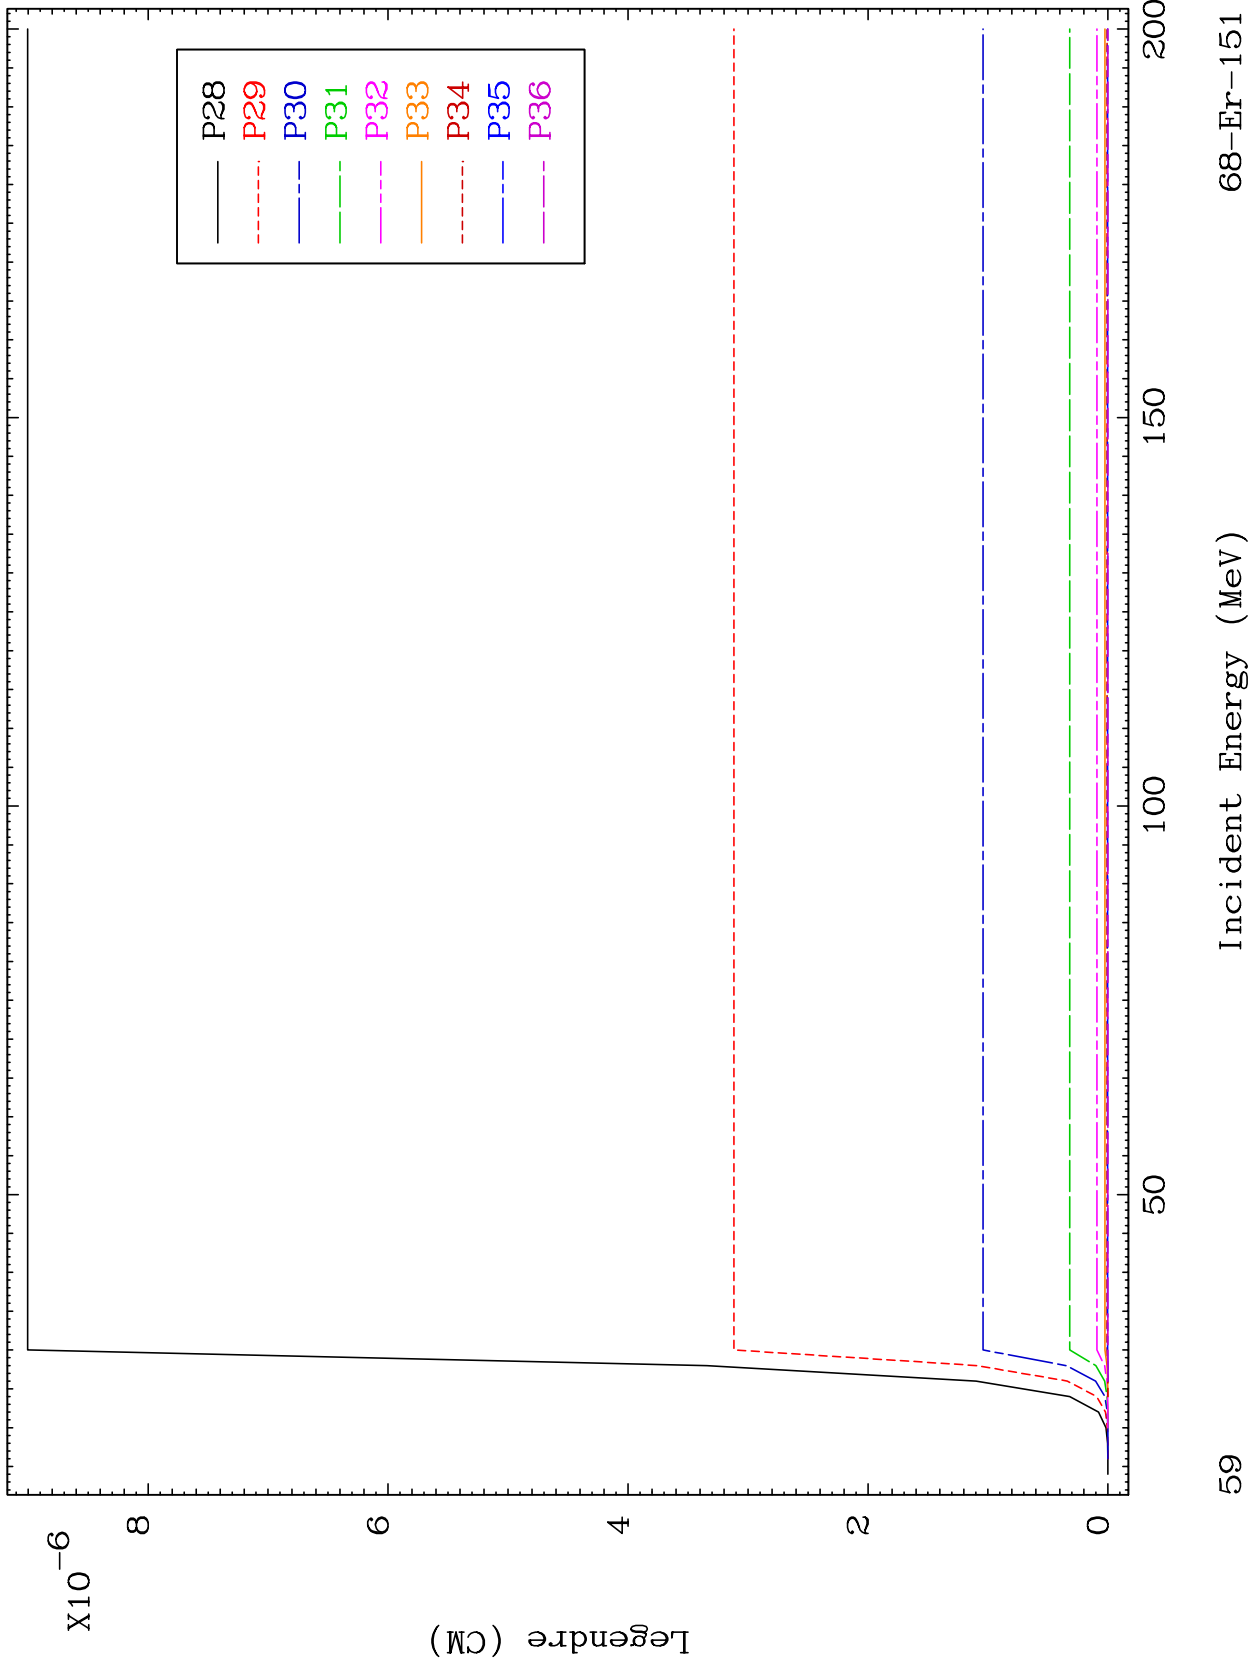 X10-6
8
6
4
2
0
Legendre (CM)
P28
P29
P30
P31
P32
P33
P34
P35
P36
50
100
150
200
Incident Energy (MeV)
59
68-Er-151